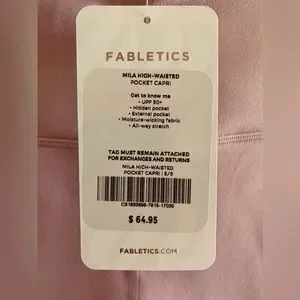 FABLETICS
MILA HIGH-WAISTED
POCKET CAPRI
Get to know me
• UPF 50+
• Hidden pocket
• External pocket
• Moisture-wicking fabric
• All-way stretch
TAG MUST REMAIN ATTACHED
FOR EXCHANGES AND RETURNS
MILA HIGH-WAISTED
POCKET CAPRI | S/6
$ 64.95
FABLETICS.COM